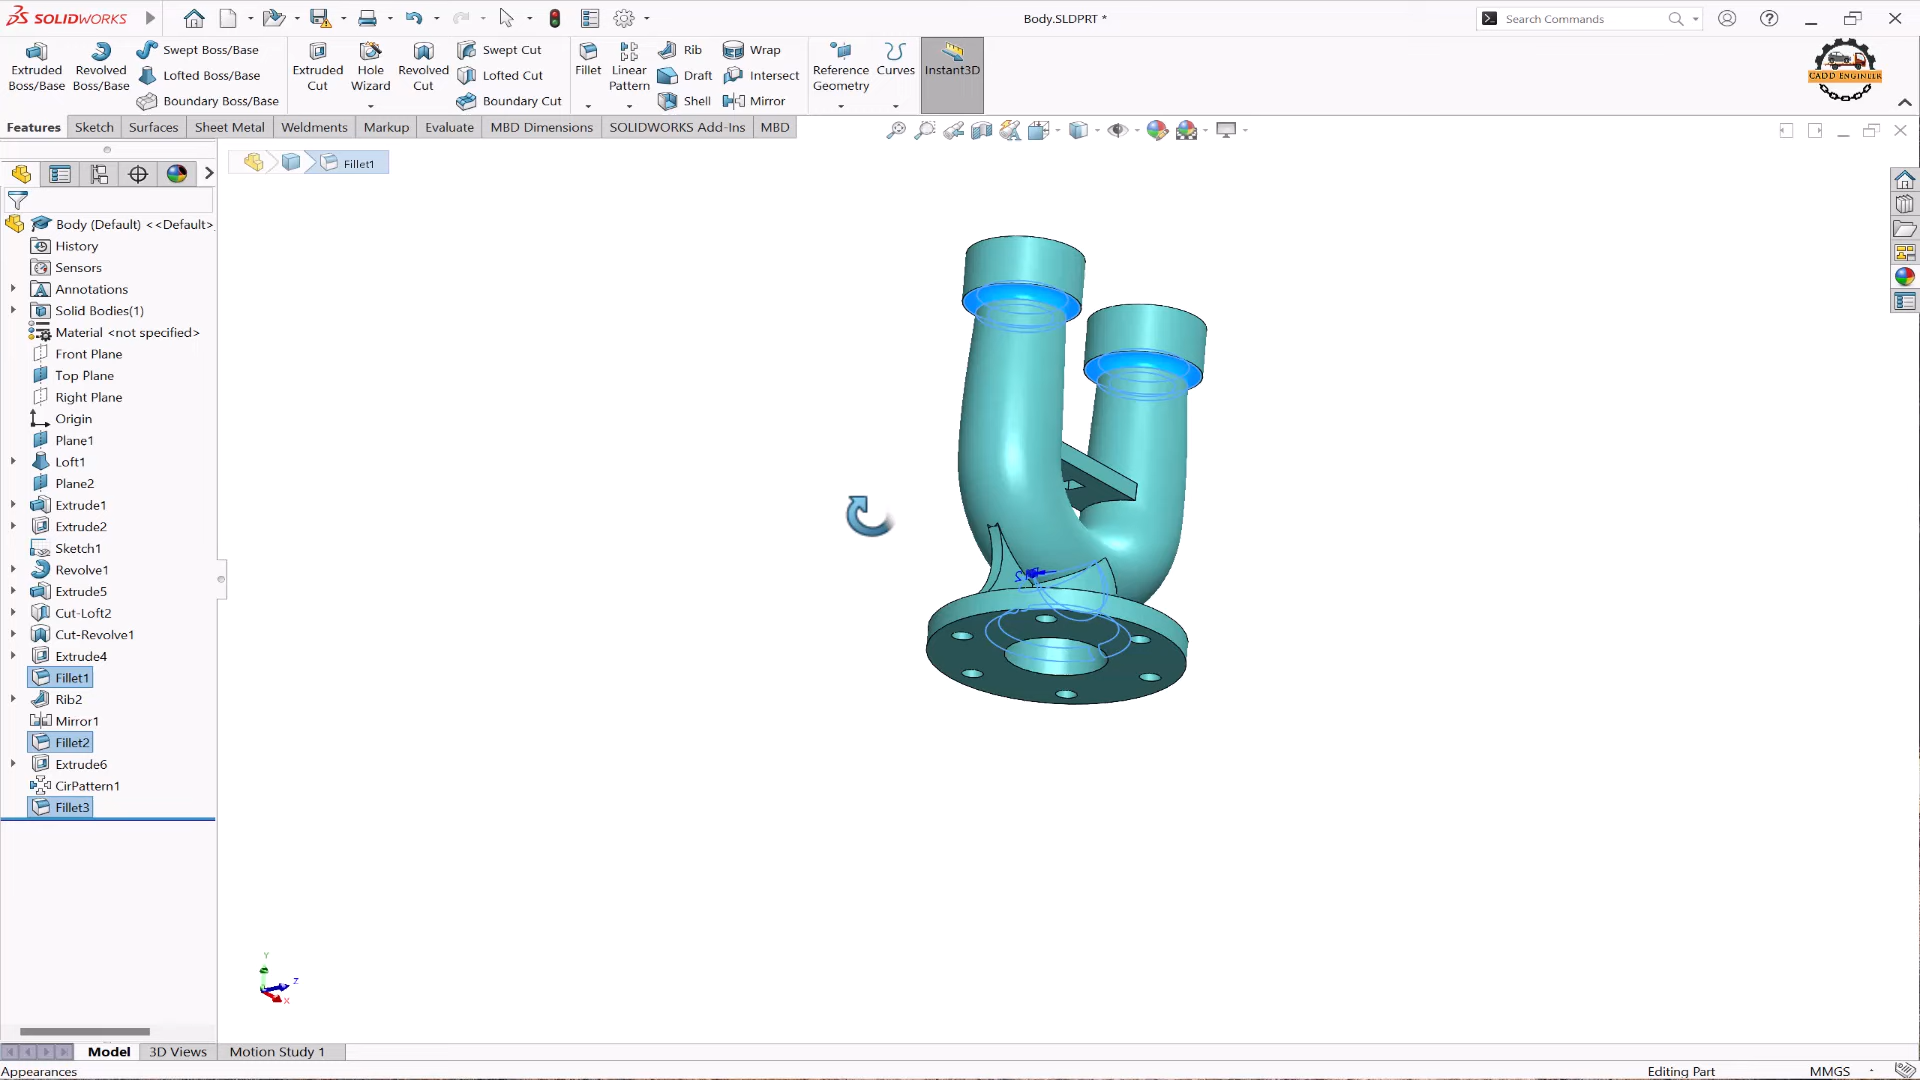 SOLIDWORKS
Body.SLDPRT *
Search Commands
Extruded Boss/Base
Revolved Boss/Base
Swept Boss/Base
Lofted Boss/Base
Boundary Boss/Base
Extruded Cut
Hole Wizard
Revolved Cut
Swept Cut
Lofted Cut
Boundary Cut
Fillet
Linear Pattern
Rib
Draft
Shell
Wrap
Intersect
Mirror
Reference Geometry
Curves
Instant3D
CADD ENGINEER
Features
Sketch
Surfaces
Sheet Metal
Weldments
Markup
Evaluate
MBD Dimensions
SOLIDWORKS Add-Ins
MBD
Fillet1
Body (Default) <<Default>
History
Sensors
Annotations
Solid Bodies(1)
Material <not specified>
Front Plane
Top Plane
Right Plane
Origin
Plane1
Loft1
Plane2
Extrude1
Extrude2
Sketch1
Revolve1
Extrude5
Cut-Loft2
Cut-Revolve1
Extrude4
Fillet1
Rib2
Mirror1
Fillet2
Extrude6
CirPattern1
Fillet3
Y
Z
X
Model
3D Views
Motion Study 1
Appearances
Editing Part
MMGS